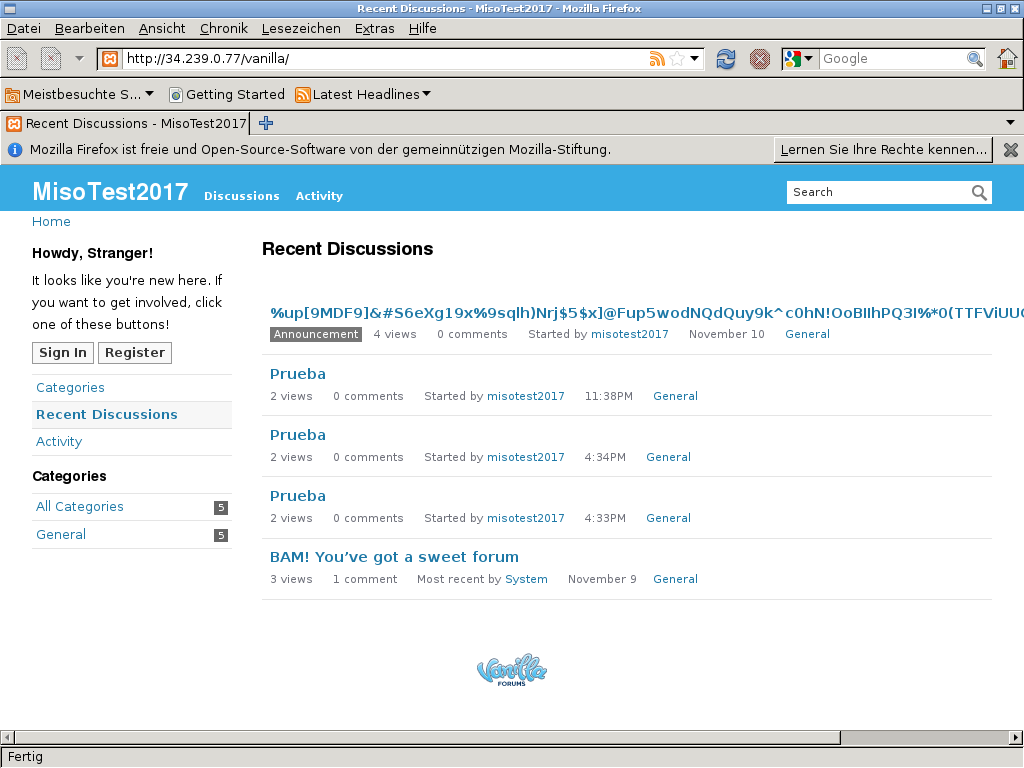 Recent Discussions - MisoTest2017 - Mozilla Firefox
Datei Bearbeiten Ansicht Chronik Lesezeichen Extras Hilfe
http://34.239.0.77/vanilla/ Google
Meistbesuchte S... Getting Started Latest Headlines
Recent Discussions - MisoTest2017
Mozilla Firefox ist freie und Open-Source-Software von der gemeinnützigen Mozilla-Stiftung. Lernen Sie Ihre Rechte kennen...
MisoTest2017 Discussions Activity Search
Home
Howdy, Stranger!
It looks like you're new here. If
you want to get involved, click
one of these buttons!
Sign In Register
Categories
Recent Discussions
Activity
Categories
All Categories 5
General 5
Recent Discussions
%up[9MDF9]&#S6eXg19x%9sqlh)Nrj$5$x]@Fup5wodNQdQuy9k^c0hN!OoBIIhPQ3I%*0(TTFViUU
Announcement 4 views 0 comments Started by misotest2017 November 10 General
Prueba
2 views 0 comments Started by misotest2017 11:38PM General
Prueba
2 views 0 comments Started by misotest2017 4:34PM General
Prueba
2 views 0 comments Started by misotest2017 4:33PM General
BAM! You’ve got a sweet forum
3 views 1 comment Most recent by System November 9 General
Vanilla
FORUMS
Fertig